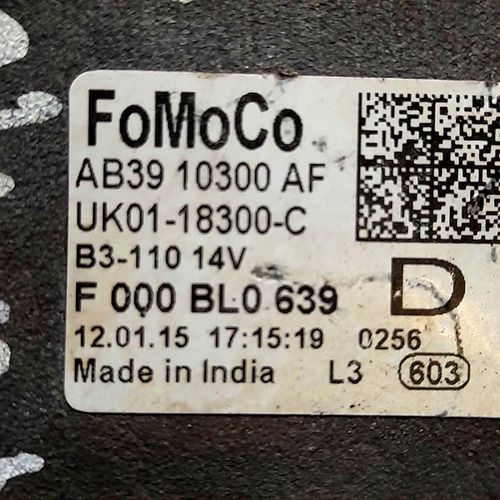 FoMoCo
AB39 10300 AF
UK01-18300-C
B3-110 14V
F 000 BL0 639
D
12.01.15 17:15:19 0256
Made in India L3 603